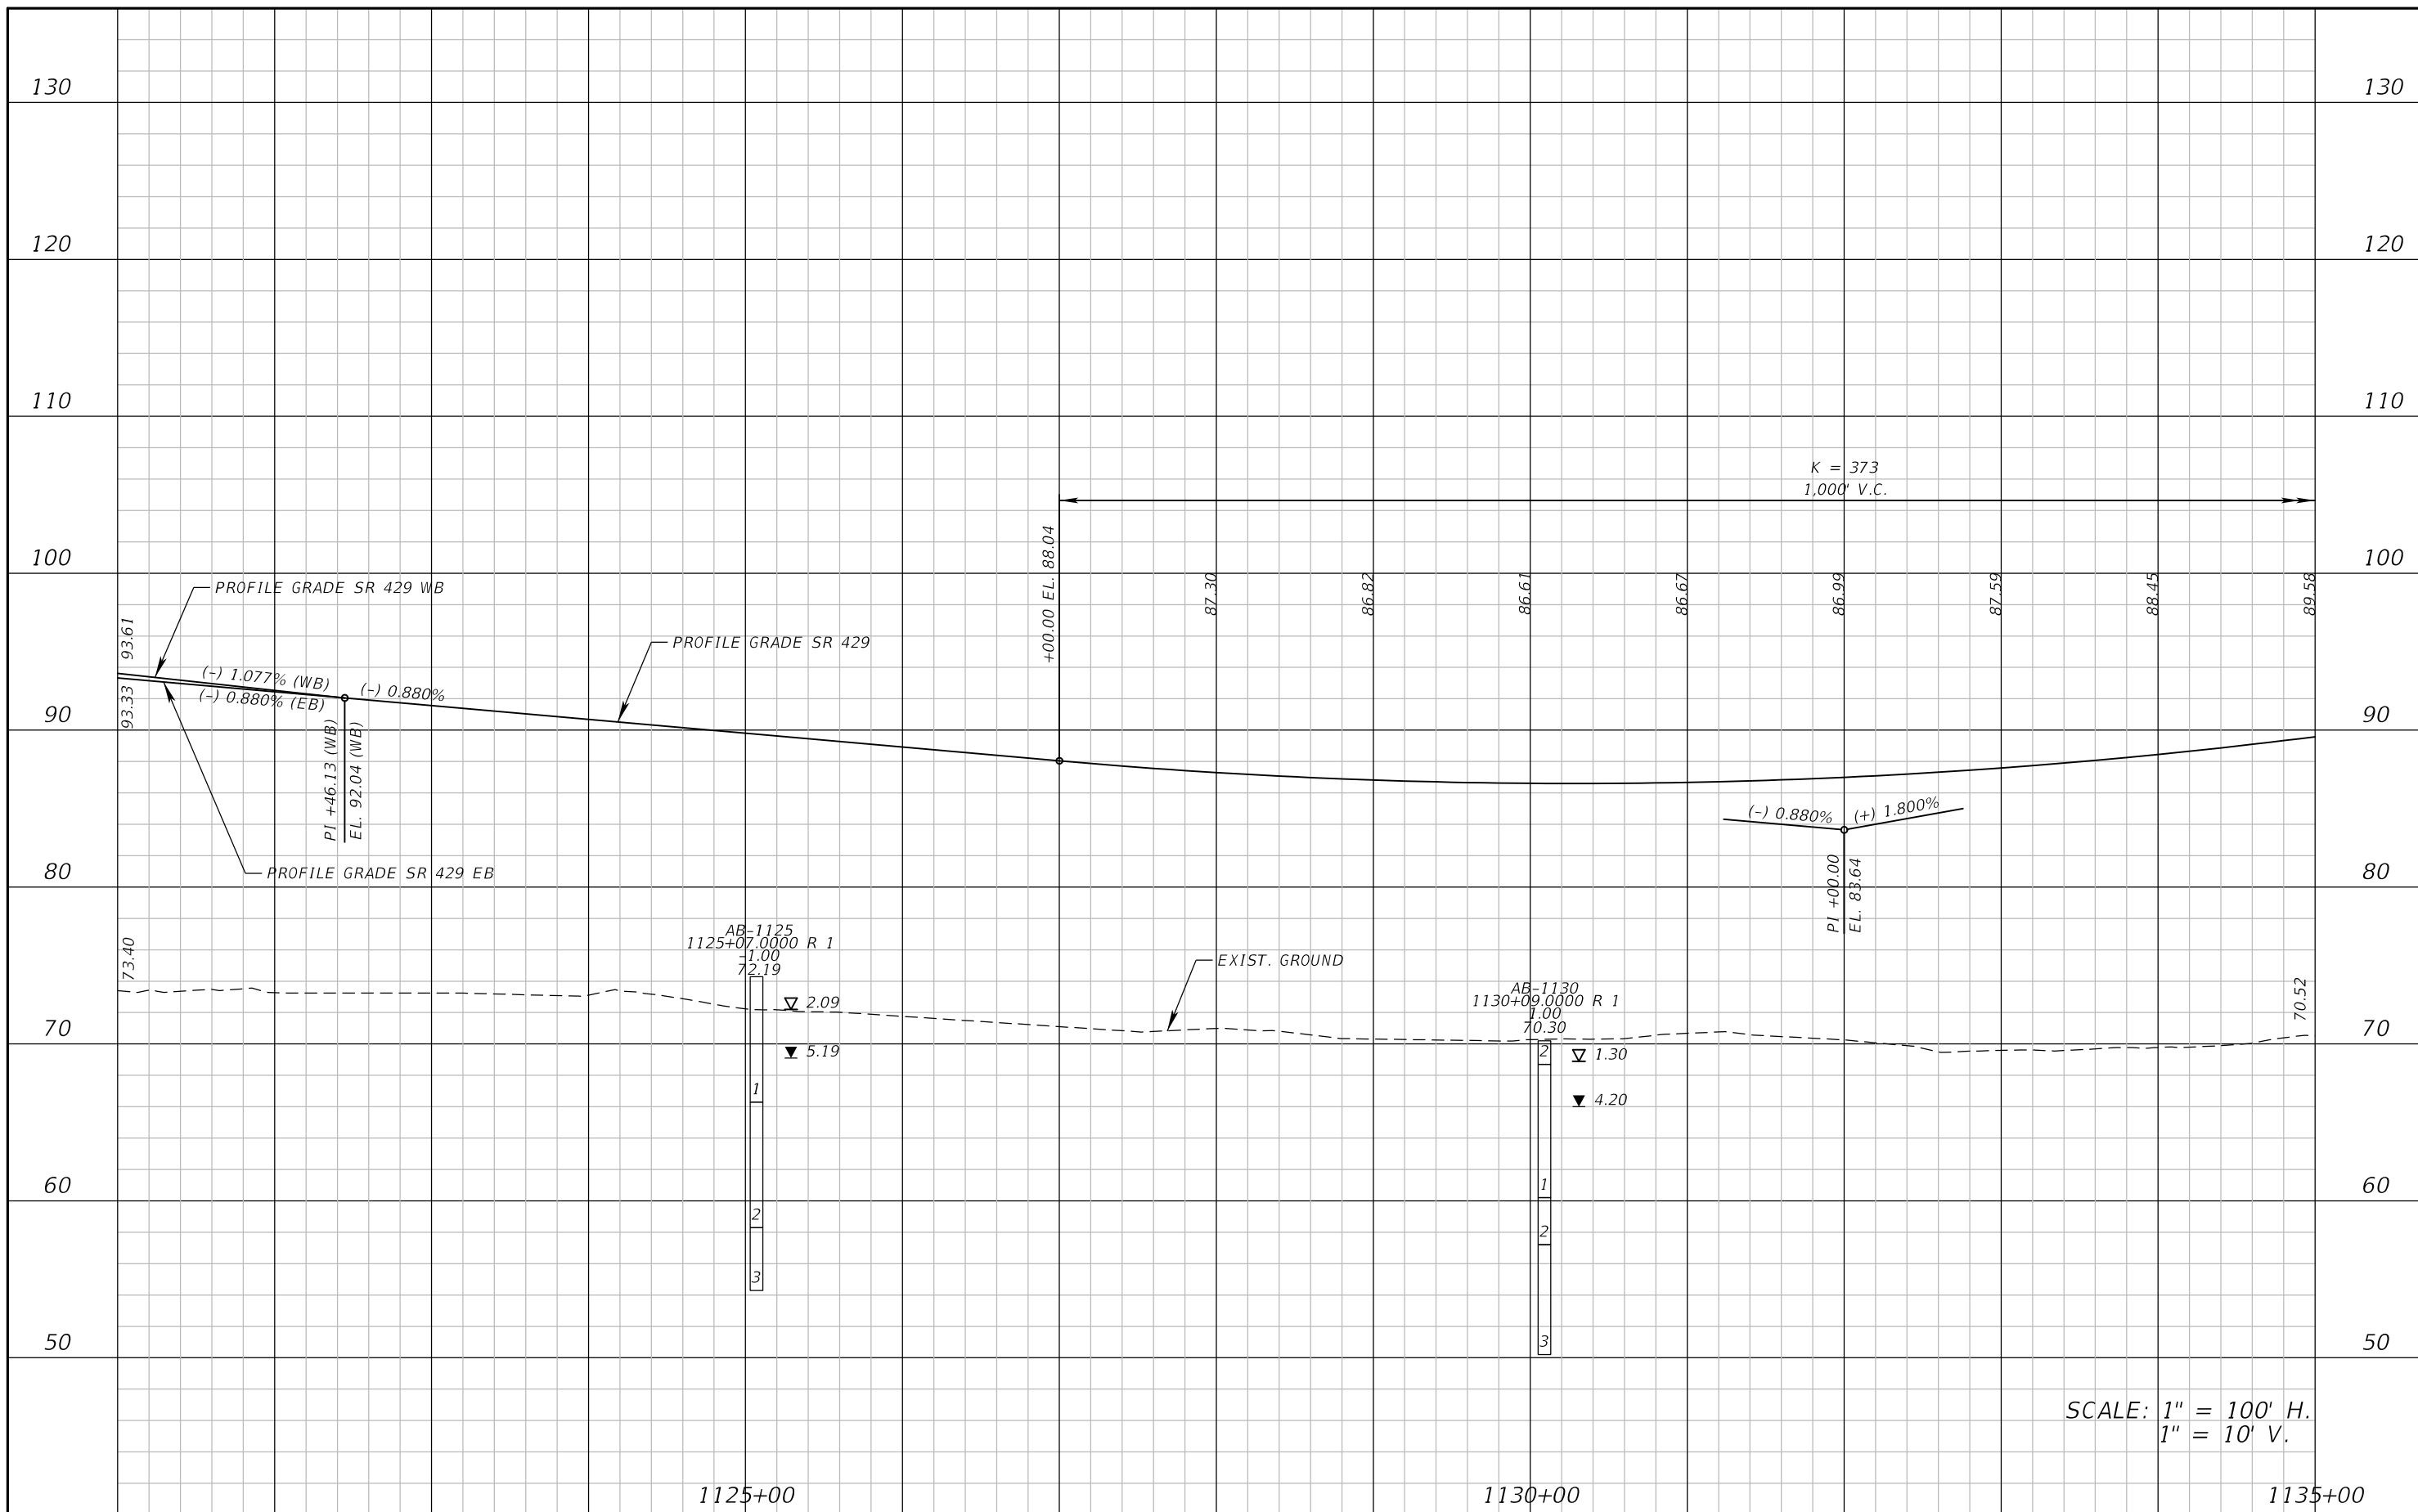 130 130
120 120
110 110
K = 373
1,000' V.C.
100 100
+00.00 EL. 88.04
87.30
86.82
86.61
86.67
86.99
87.59
88.45
89.58
PROFILE GRADE SR 429 WB
PROFILE GRADE SR 429
93.61
93.33
(-) 1.077% (WB)
(-) 0.880% (EB)
(-) 0.880%
90 90
PI +46.13 (WB)
EL. 92.04 (WB)
(-) 0.880%
(+) 1.800%
PI +00.00
EL. 83.64
PROFILE GRADE SR 429 EB
80 80
73.40
AB-1125
1125+07.0000 R 1
-1.00
72.19
2.09
5.19
1
2
3
EXIST. GROUND
AB-1130
1130+09.0000 R 1
1.00
70.30
2
1.30
4.20
1
2
3
70.52
70 70
60 60
50 50
SCALE: 1" = 100' H.
1" = 10' V.
1125+00
1130+00
1135+00